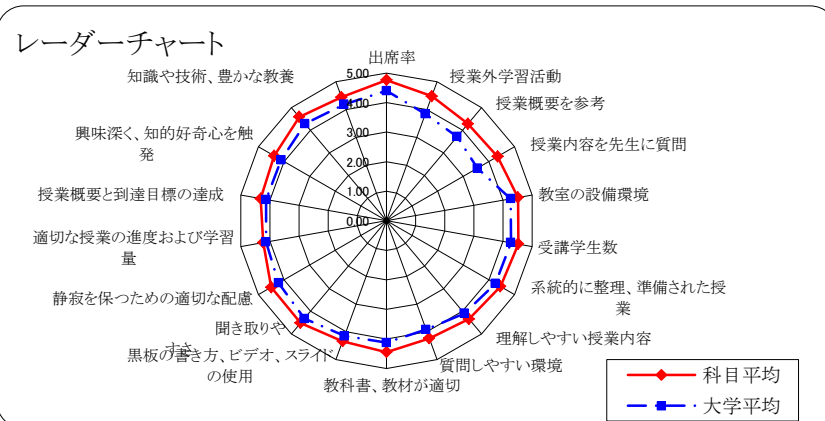 レーダーチャート
出席率
授業外学習活動
授業概要を参考
授業内容を先生に質問
教室の設備環境
受講学生数
系統的に整理、準備された授
業
理解しやすい授業内容
質問しやすい環境
教科書、教材が適切
黒板の書き方、ビデオ、スライド
の使用
聞き取りや
すさ
静寂を保つための適切な配慮
適切な授業の進度および学習
量
授業概要と到達目標の達成
興味深く、知的好奇心を触
発
知識や技術、豊かな教養
5.00
4.00
3.00
2.00
1.00
0.00
科目平均
大学平均